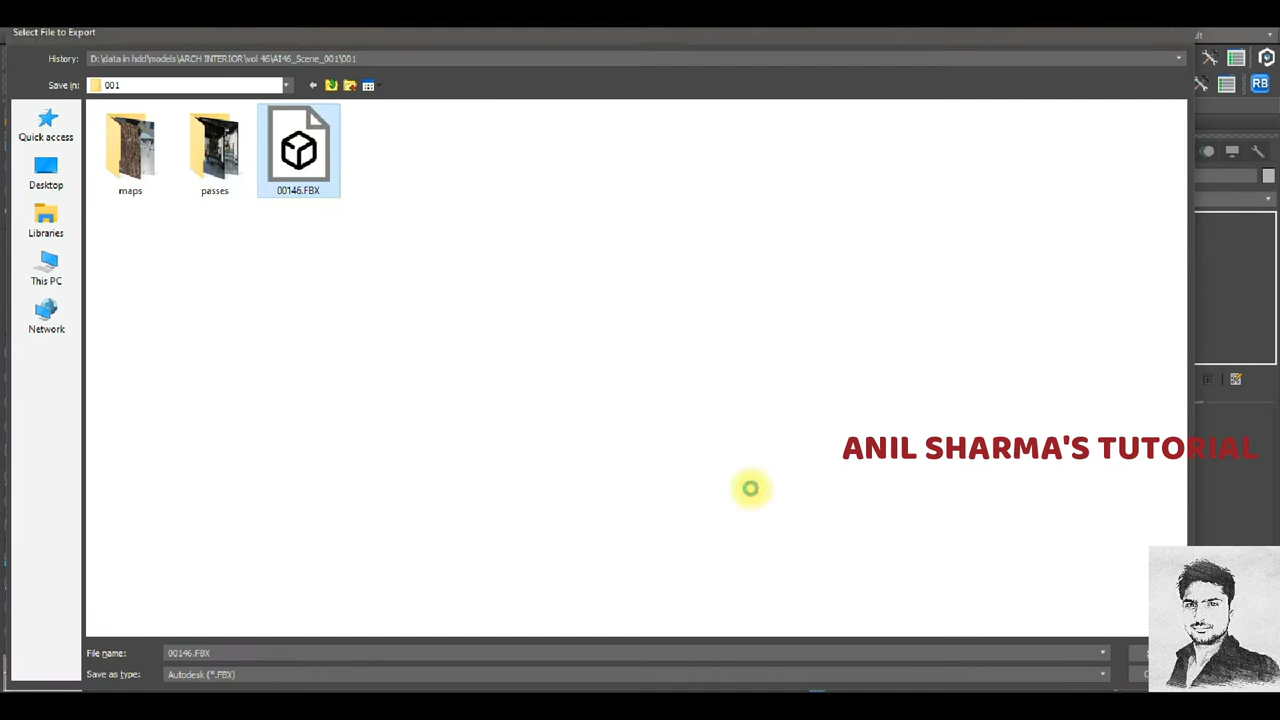 Select File to Export
lt
History: D:\data in hdd\models\ARCH INTERIOR\vol 46\AI46_Scene_001\001
Save in: 001
RB
Quick access
Desktop
Libraries
This PC
Network
maps
passes
00146.FBX
ANIL SHARMA'S TUTORIAL
File name: 00146.FBX
Save as type: Autodesk (*.FBX)